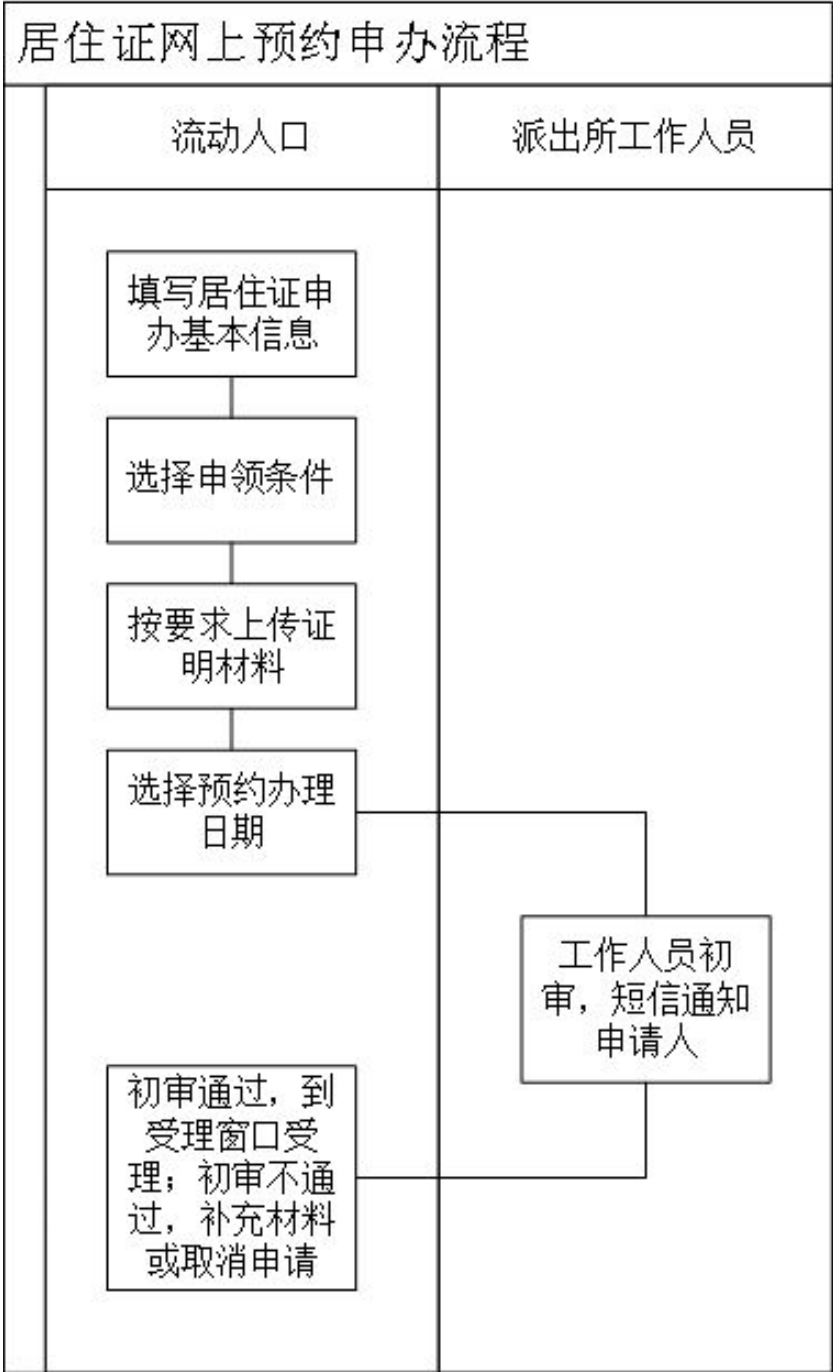 居住证网上预约申办流程
流动人口
派出所工作人员
填写居住证申
办基本信息
选择申领条件
按要求上传证
明材料
选择预约办理
日期
工作人员初
审，短信通知
申请人
初审通过，到
受理窗口受
理；初审不通
过，补充材料
或取消申请